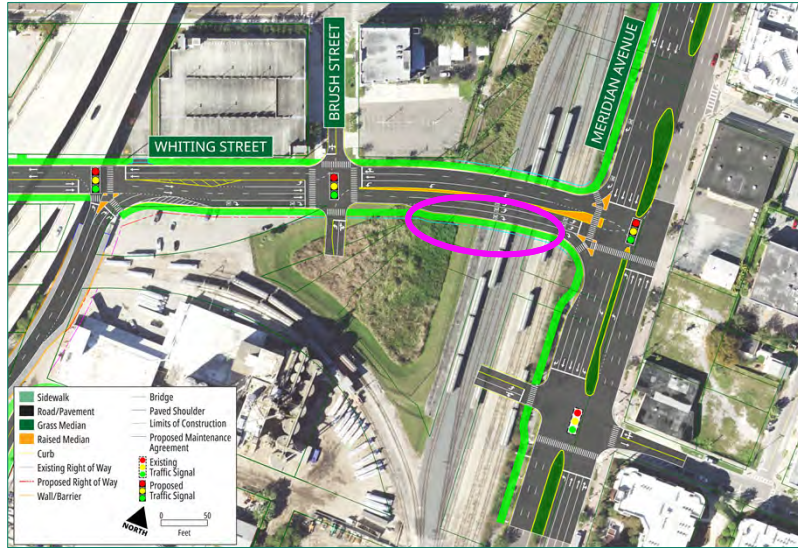 BRUSH STREET
MERIDIAN AVENUE
WHITING STREET
Sidewalk
Road/Pavement
Grass Median
Raised Median
Curb
Existing Right of Way
Proposed Right of Way
Wall/Barrier
Bridge
Paved Shoulder
Limits of Construction
Proposed Maintenance
Agreement
Existing
Traffic Signal
Proposed
Traffic Signal
NORTH
0 50
Feet